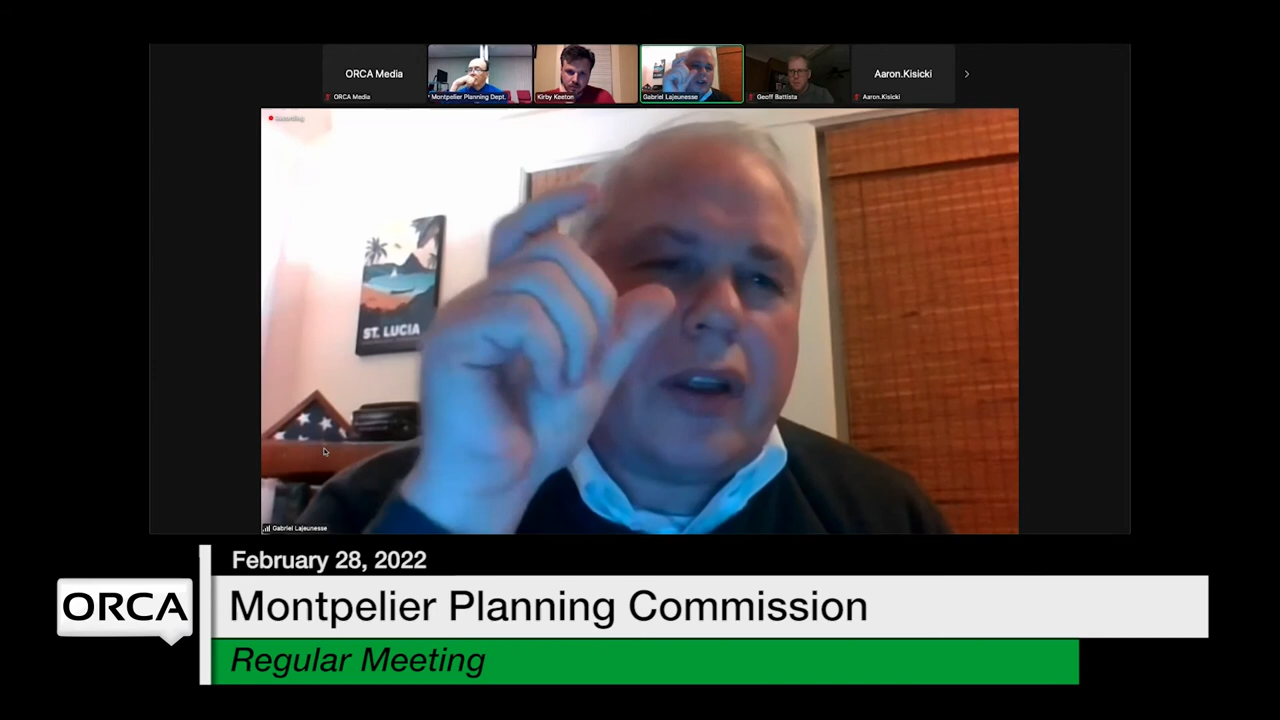 ORCA Media
Aaron.Kisicki
ORCA Media
Montpelier Planning Dept.
Kirby Keeton
Gabriel Lajeunesse
Geoff Battista
Aaron.Kisicki
Recording
ST. LUCIA
Gabriel Lajeunesse
February 28, 2022
ORCA
Montpelier Planning Commission
Regular Meeting